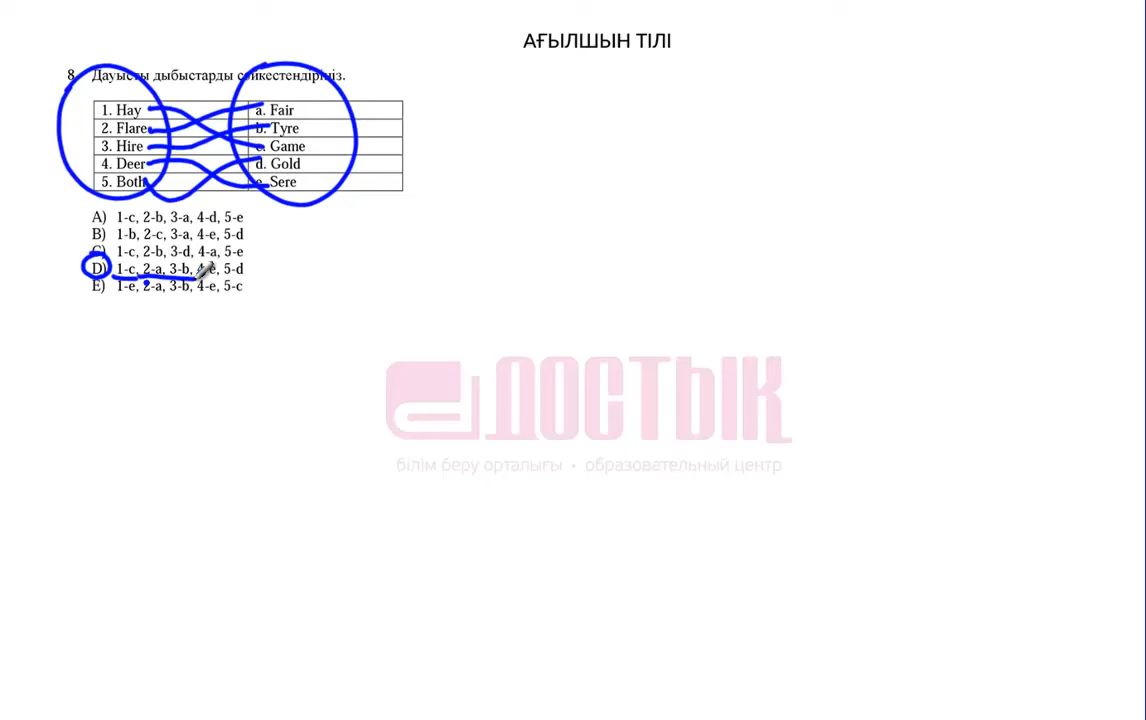 АҒЫЛШЫН ТІЛІ
8. Дауысты дыбыстарды сәйкестендіріңіз.
1. Hay a. Fair
2. Flare b. Tyre
3. Hire c. Game
4. Deer d. Gold
5. Both e. Sere
A) 1-c, 2-b, 3-a, 4-d, 5-e
B) 1-b, 2-c, 3-a, 4-e, 5-d
C) 1-c, 2-b, 3-d, 4-a, 5-e
D) 1-c, 2-a, 3-b, 4-e, 5-d
E) 1-e, 2-a, 3-b, 4-e, 5-c
ДОСТЫҚ
білім беру орталығы • образовательный центр